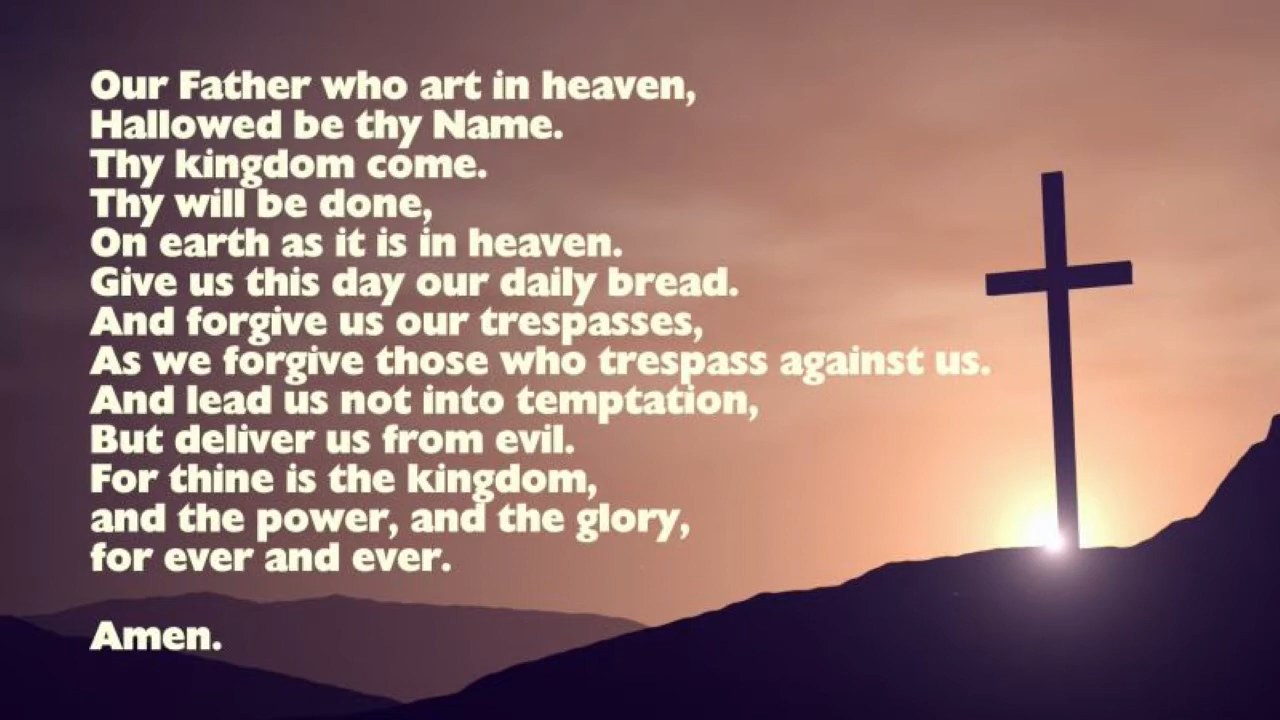 Our Father who art in heaven,
Hallowed be thy Name.
Thy kingdom come.
Thy will be done,
On earth as it is in heaven.
Give us this day our daily bread.
And forgive us our trespasses,
As we forgive those who trespass against us.
And lead us not into temptation,
But deliver us from evil.
For thine is the kingdom,
and the power, and the glory,
for ever and ever.
Amen.